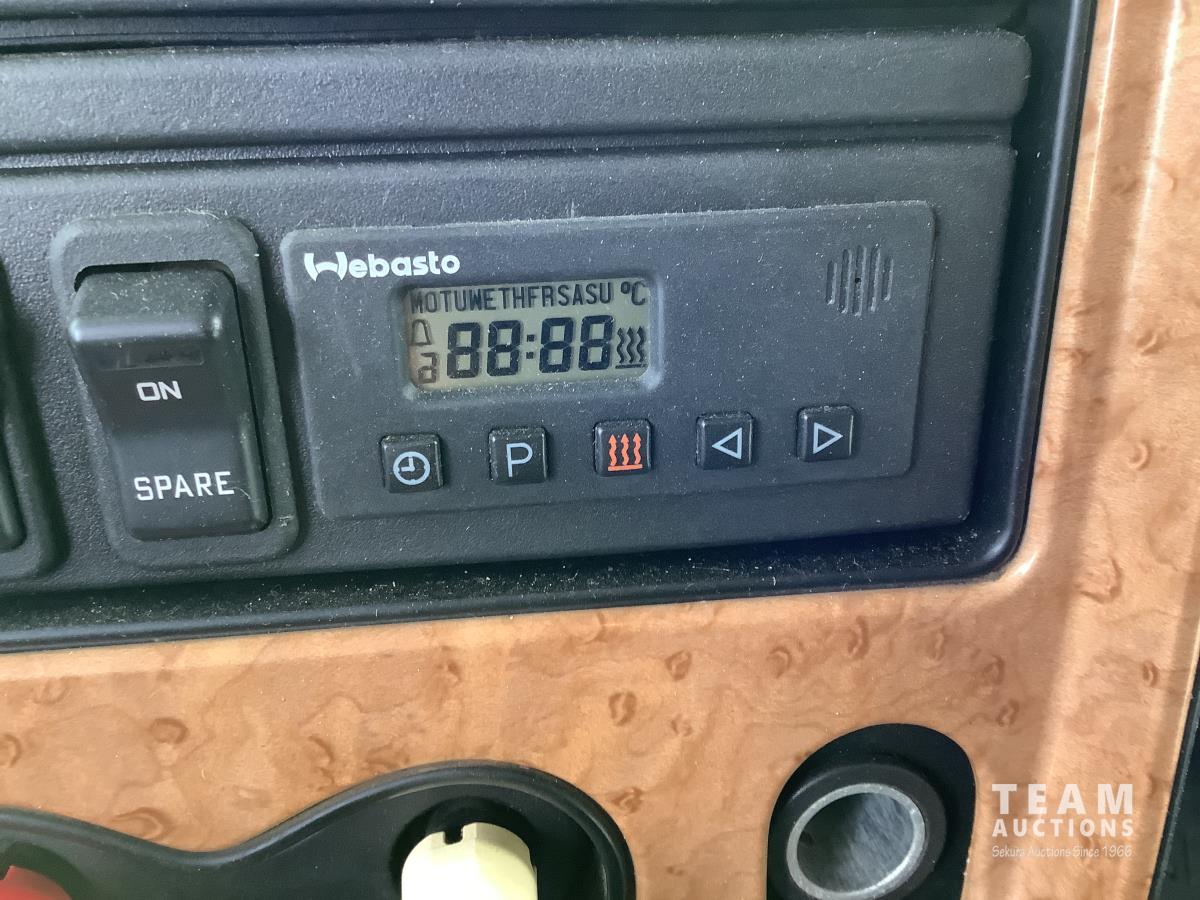 Webasto
MOTUWETHFRSASU °C
88:88
ON
SPARE
P
TEAM
AUCTIONS
Sekura Auctions Since 1966